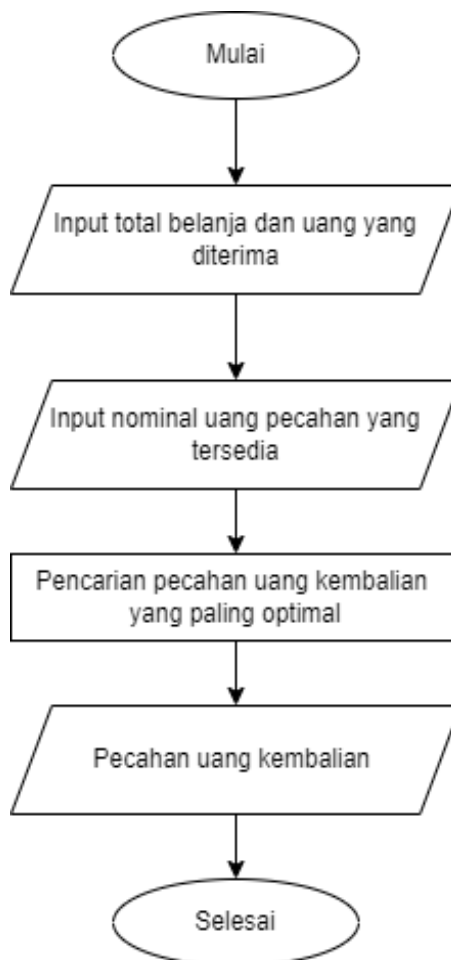 Mulai
Input total belanja dan uang yang
diterima
Input nominal uang pecahan yang
tersedia
Pencarian pecahan uang kembalian
yang paling optimal
Pecahan uang kembalian
Selesai